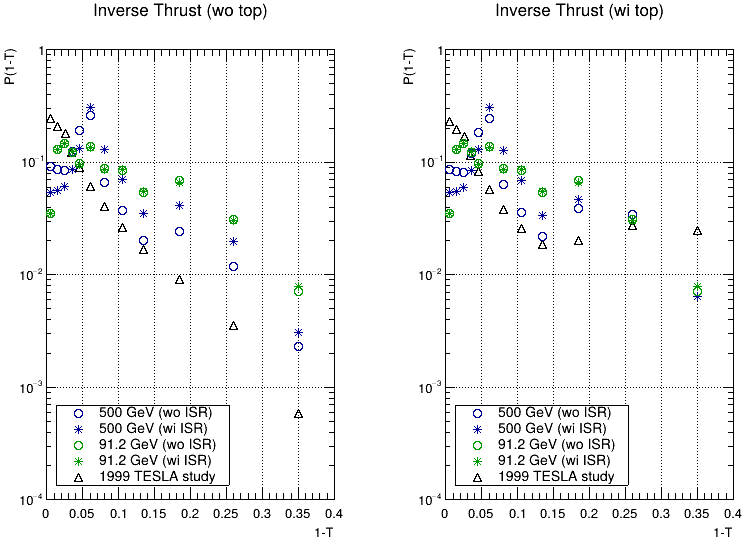 Inverse Thrust (wo top)
P(1-T)
1
10-1
10-2
10-3
10-4
500 GeV (wo ISR)
500 GeV (wi ISR)
91.2 GeV (wo ISR)
91.2 GeV (wi ISR)
1999 TESLA study
0 0.05 0.1 0.15 0.2 0.25 0.3 0.35 0.4
1-T
Inverse Thrust (wi top)
P(1-T)
1
10-1
10-2
10-3
10-4
500 GeV (wo ISR)
500 GeV (wi ISR)
91.2 GeV (wo ISR)
91.2 GeV (wi ISR)
1999 TESLA study
0 0.05 0.1 0.15 0.2 0.25 0.3 0.35 0.4
1-T